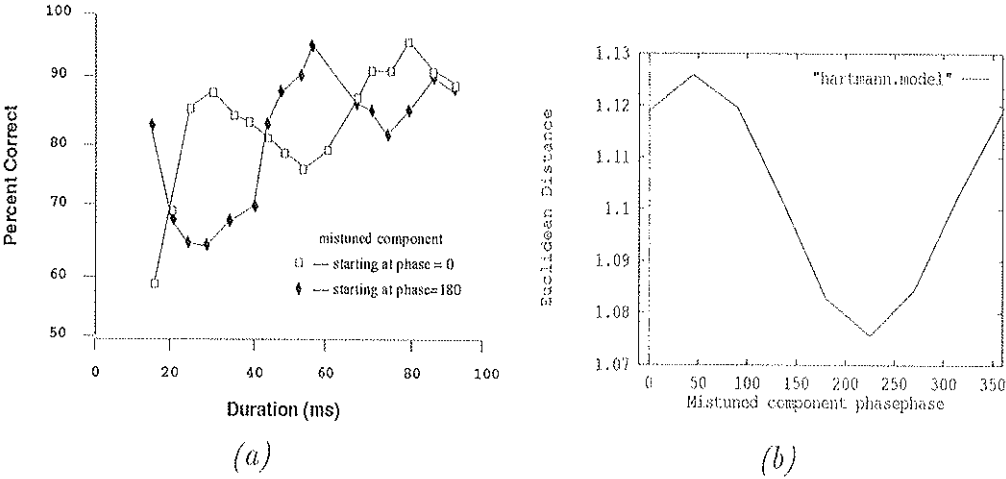 100
90
80
70
60
50
Percent Correct
mistuned component
starting at phase = 0
starting at phase=180
0 20 40 60 80 100
Duration (ms)
(a)
1.13
1.12
1.11
1.1
1.09
1.08
1.07
Euclidean Distance
"hartmann.model"
0 50 100 150 200 250 300 350
Mistuned component phasephase
(b)